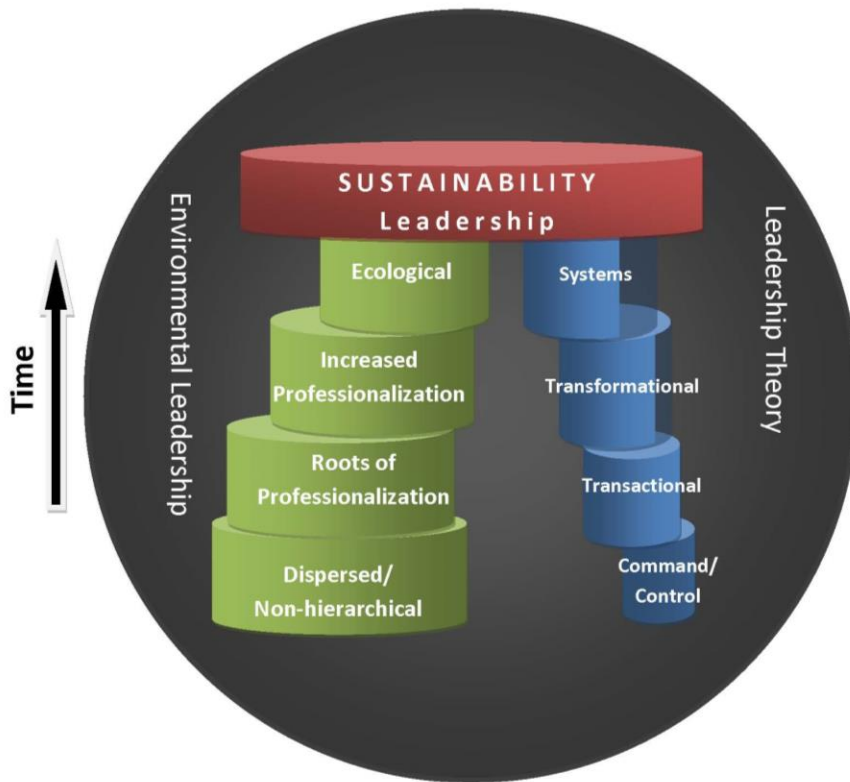 SUSTAINABILITY
Leadership
Environmental Leadership
Leadership Theory
Time
Ecological
Systems
Increased
Professionalization
Transformational
Roots of
Professionalization
Transactional
Dispersed/
Non-hierarchical
Command/
Control